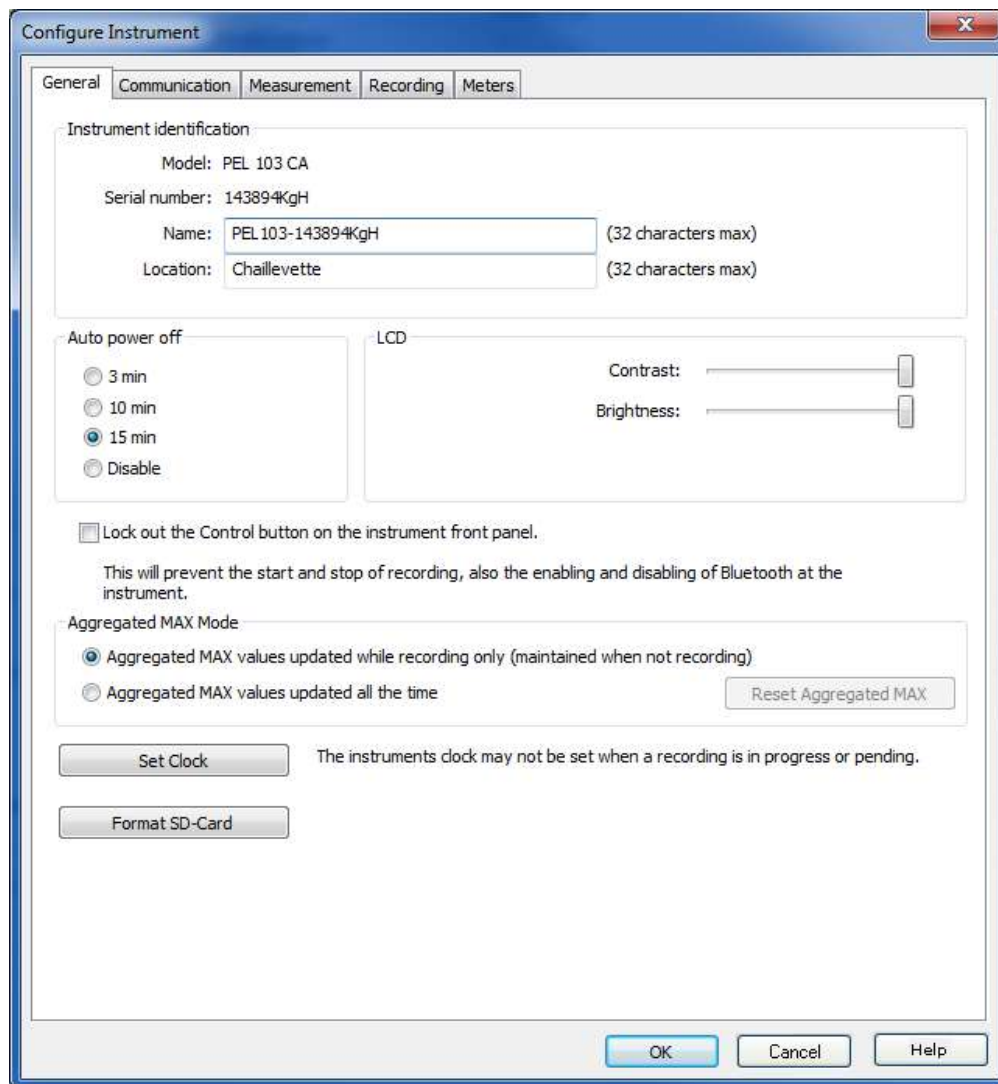 Configure Instrument
General Communication Measurement Recording Meters
Instrument identification
Model: PEL 103 CA
Serial number: 143894KgH
Name: PEL103-143894KgH (32 characters max)
Location: Chaillevette (32 characters max)
Auto power off
3 min
10 min
15 min
Disable
LCD
Contrast:
Brightness:
Lock out the Control button on the instrument front panel.
This will prevent the start and stop of recording, also the enabling and disabling of Bluetooth at the
instrument.
Aggregated MAX Mode
Aggregated MAX values updated while recording only (maintained when not recording)
Aggregated MAX values updated all the time
Reset Aggregated MAX
Set Clock
The instruments clock may not be set when a recording is in progress or pending.
Format SD-Card
OK Cancel Help